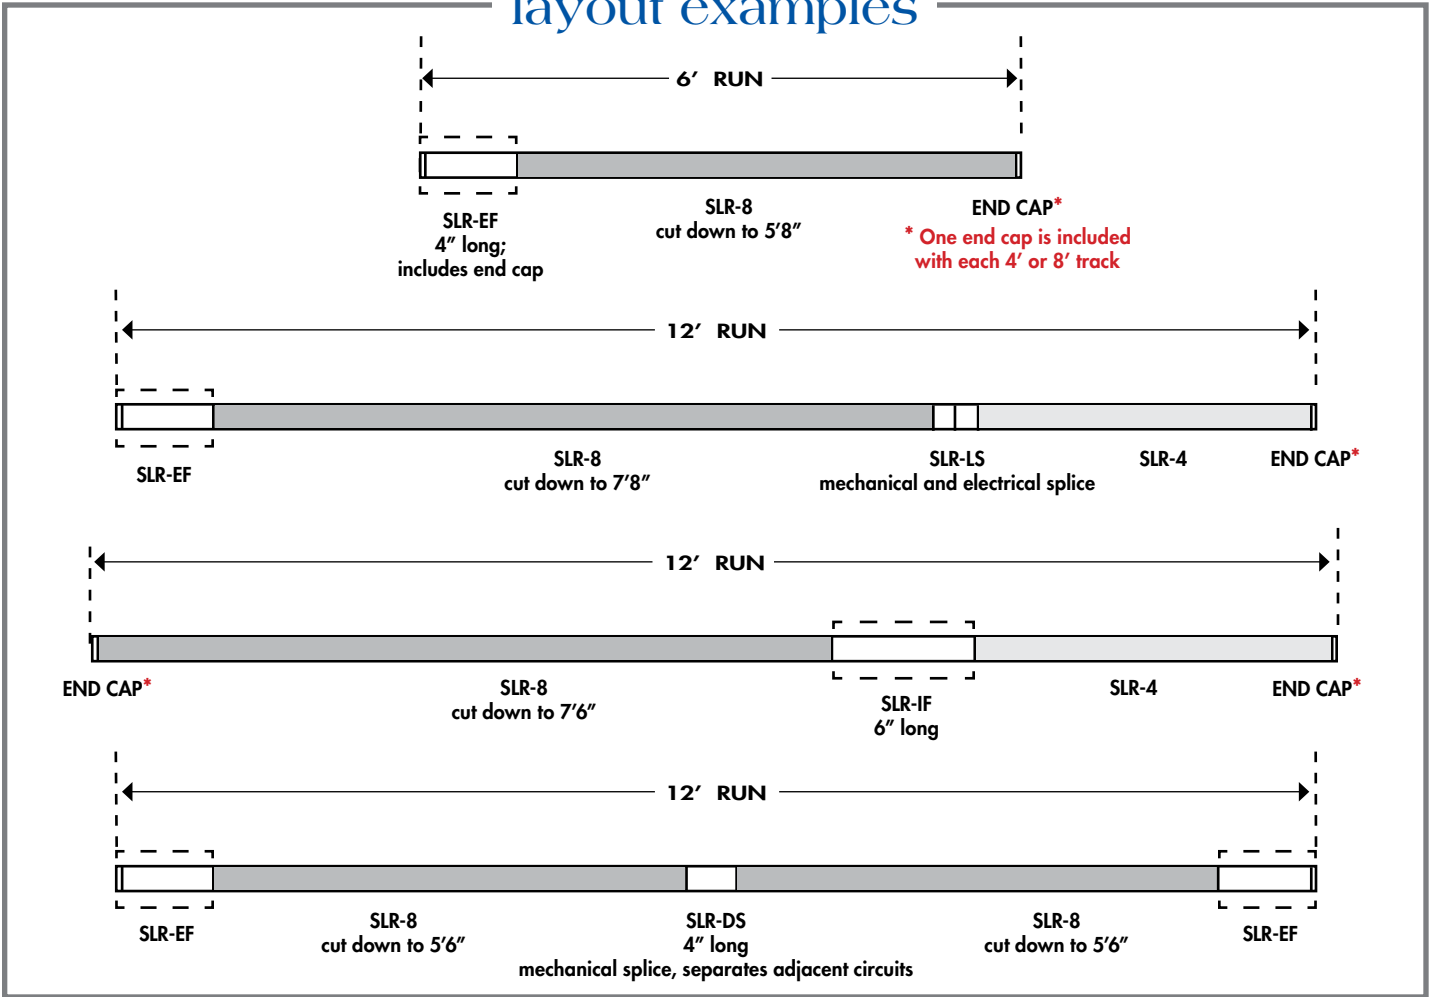 layout examples
6′ RUN
SLR-EF
4″ long;
includes end cap
SLR-8
cut down to 5′8″
END CAP*
* One end cap is included
with each 4′ or 8′ track
12′ RUN
SLR-EF
SLR-8
cut down to 7′8″
SLR-LS
mechanical and electrical splice
SLR-4
END CAP*
12′ RUN
END CAP*
SLR-8
cut down to 7′6″
SLR-IF
6″ long
SLR-4
END CAP*
12′ RUN
SLR-EF
SLR-8
cut down to 5′6″
SLR-DS
4″ long
mechanical splice, separates adjacent circuits
SLR-8
cut down to 5′6″
SLR-EF